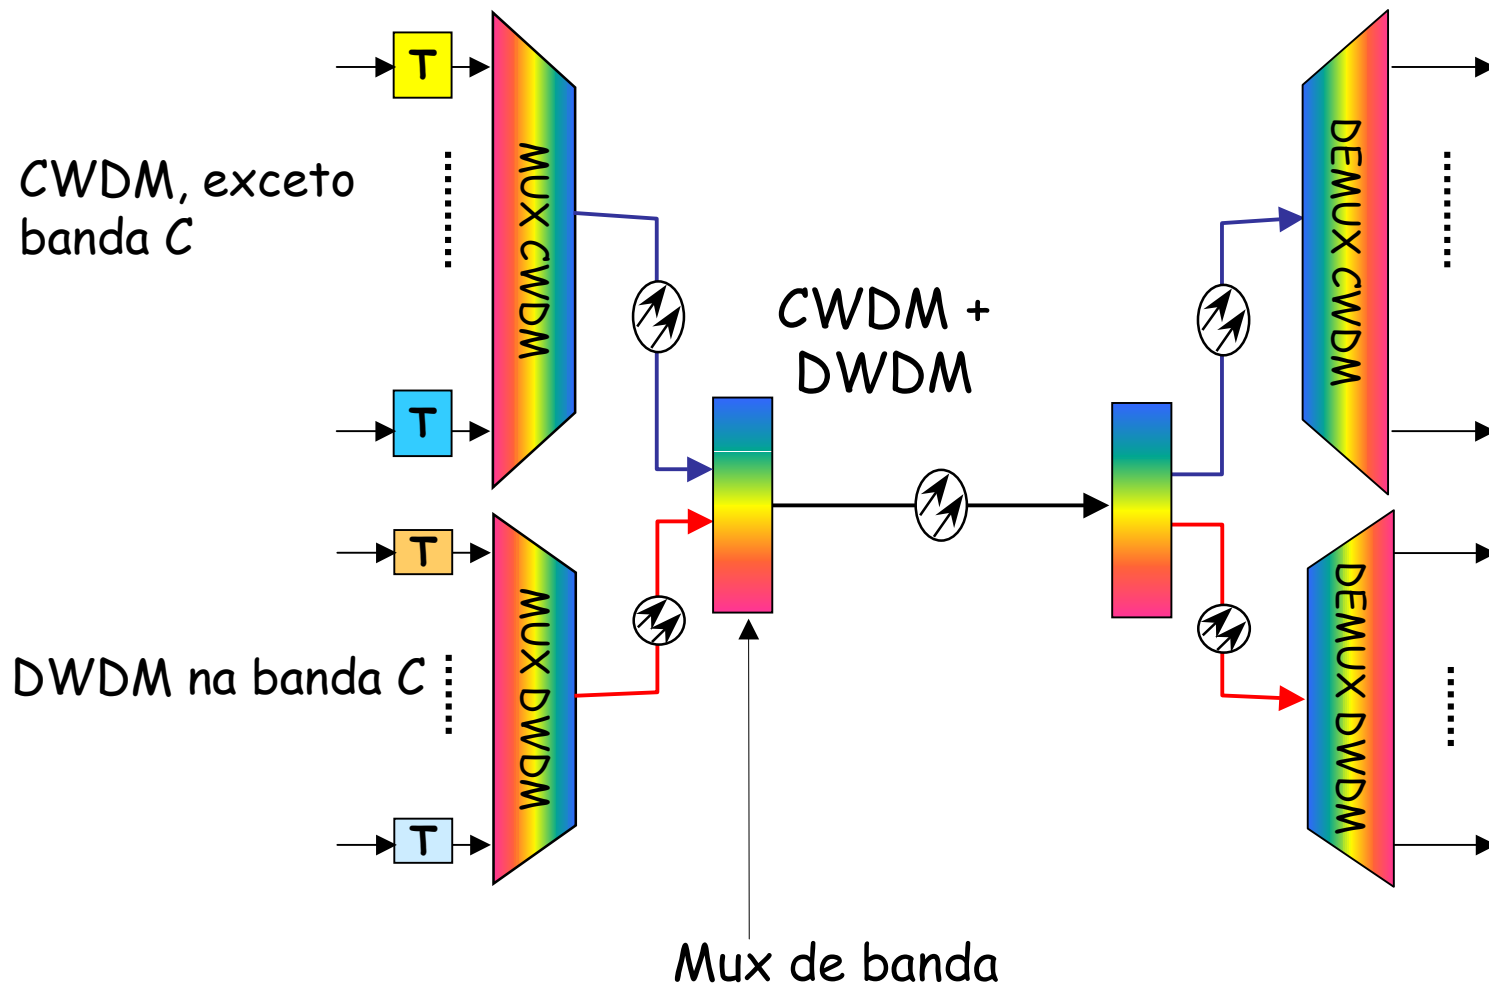 T
CWDM, exceto
banda C
T
MUX CWDM
T
DWDM na banda C
T
MUX DWDM
CWDM +
DWDM
Mux de banda
DEMUX CWDM
DEMUX DWDM